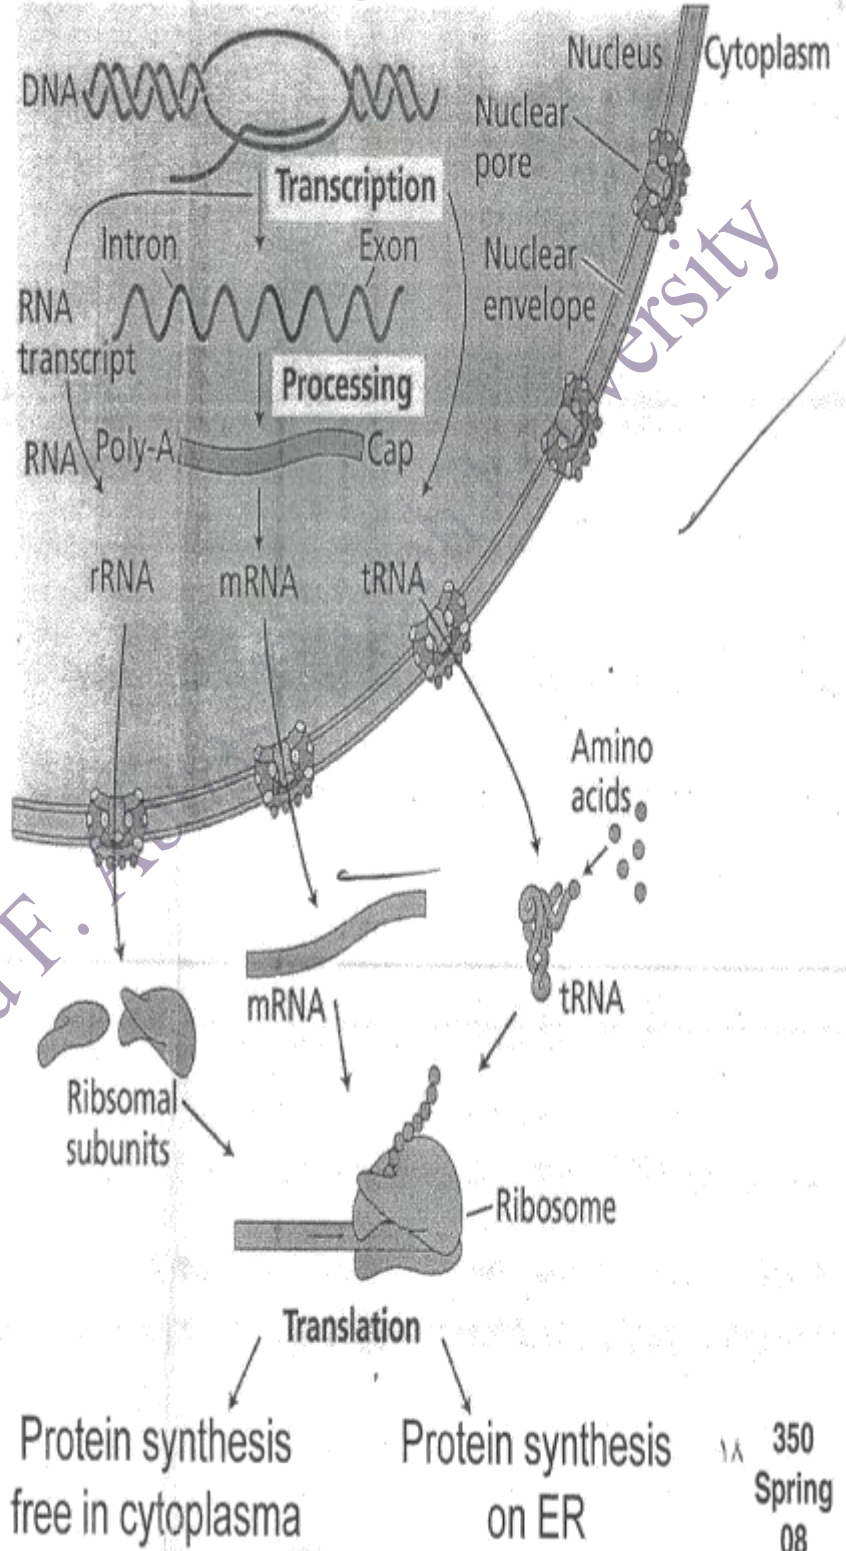 Nucleus
Cytoplasm
DNA
Nuclear
pore
Transcription
Intron
Exon
Nuclear
envelope
RNA
transcript
Processing
RNA
Poly-A
Cap
rRNA
mRNA
tRNA
Amino
acids
mRNA
tRNA
Ribsomal
subunits
Ribosome
Translation
Protein synthesis
free in cytoplasma
Protein synthesis
on ER
١٨
350
Spring
08
F.